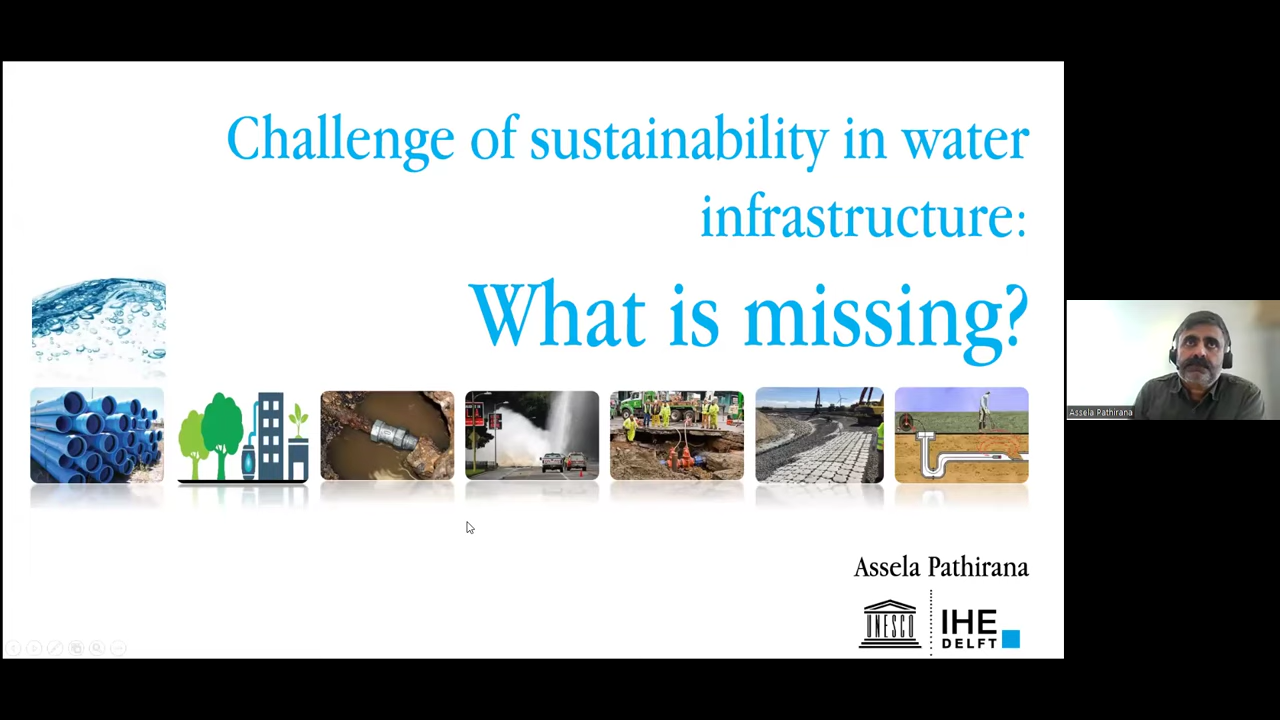 Challenge of sustainability in water
infrastructure:
What is missing?
Assela Pathirana
Assela Pathirana
UNESCO
IHE
DELFT